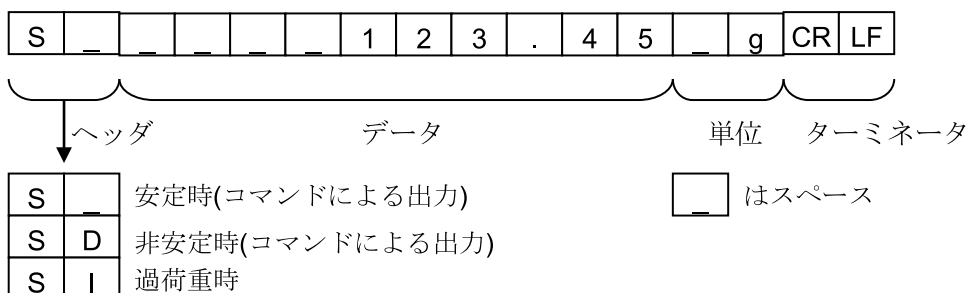 S _ _ _ _ _ 1 2 3 . 4 5 _ g CR LF
ヘッダ データ 単位 ターミネータ
S _ 安定時(コマンドによる出力) _ はスペース
S D 非安定時(コマンドによる出力)
S I 過荷重時